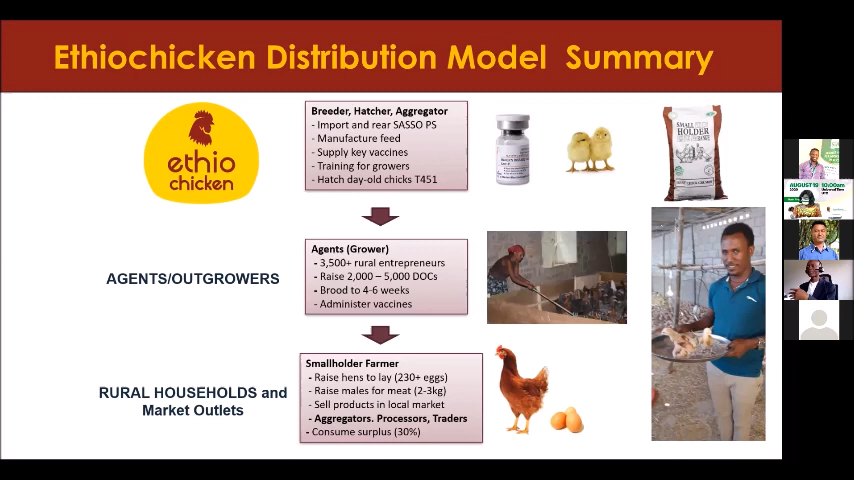 Ethiochicken Distribution Model Summary
ethio
chicken
Breeder, Hatcher, Aggregator
- Import and rear SASSO PS
- Manufacture feed
- Supply key vaccines
- Training for growers
- Hatch day-old chicks T451
SMALL
HOLDER
AGENTS/OUTGROWERS
Agents (Grower)
- 3,500+ rural entrepreneurs
- Raise 2,000 – 5,000 DOCs
- Brood to 4-6 weeks
- Administer vaccines
RURAL HOUSEHOLDS and
Market Outlets
Smallholder Farmer
- Raise hens to lay (230+ eggs)
- Raise males for meat (2-3kg)
- Sell products in local market
- Aggregators. Processors, Traders
- Consume surplus (30%)
AUGUST 19 10:00am